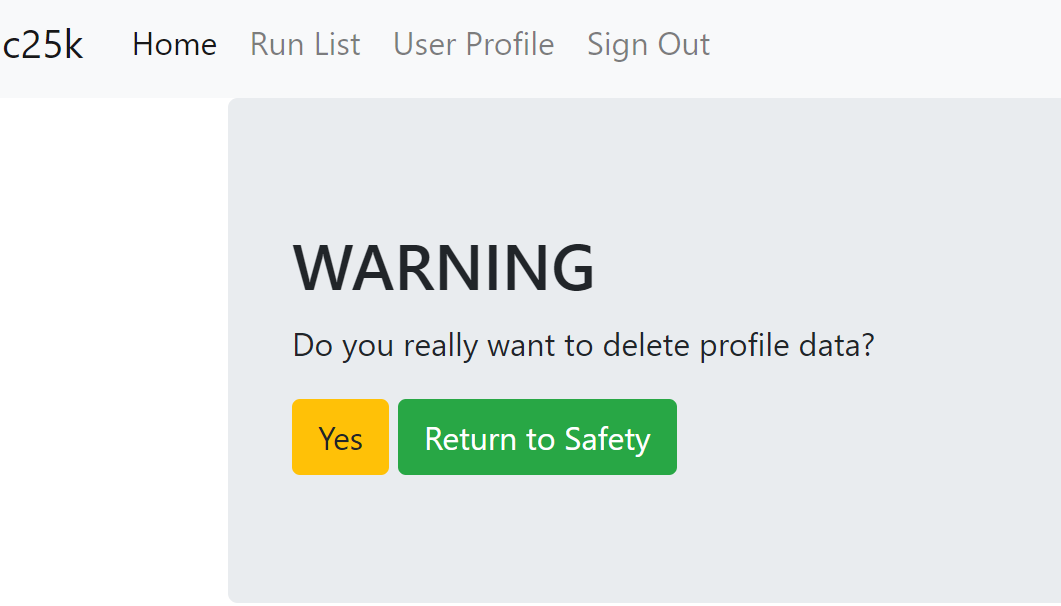 c25k Home Run List User Profile Sign Out
WARNING
Do you really want to delete profile data?
Yes Return to Safety